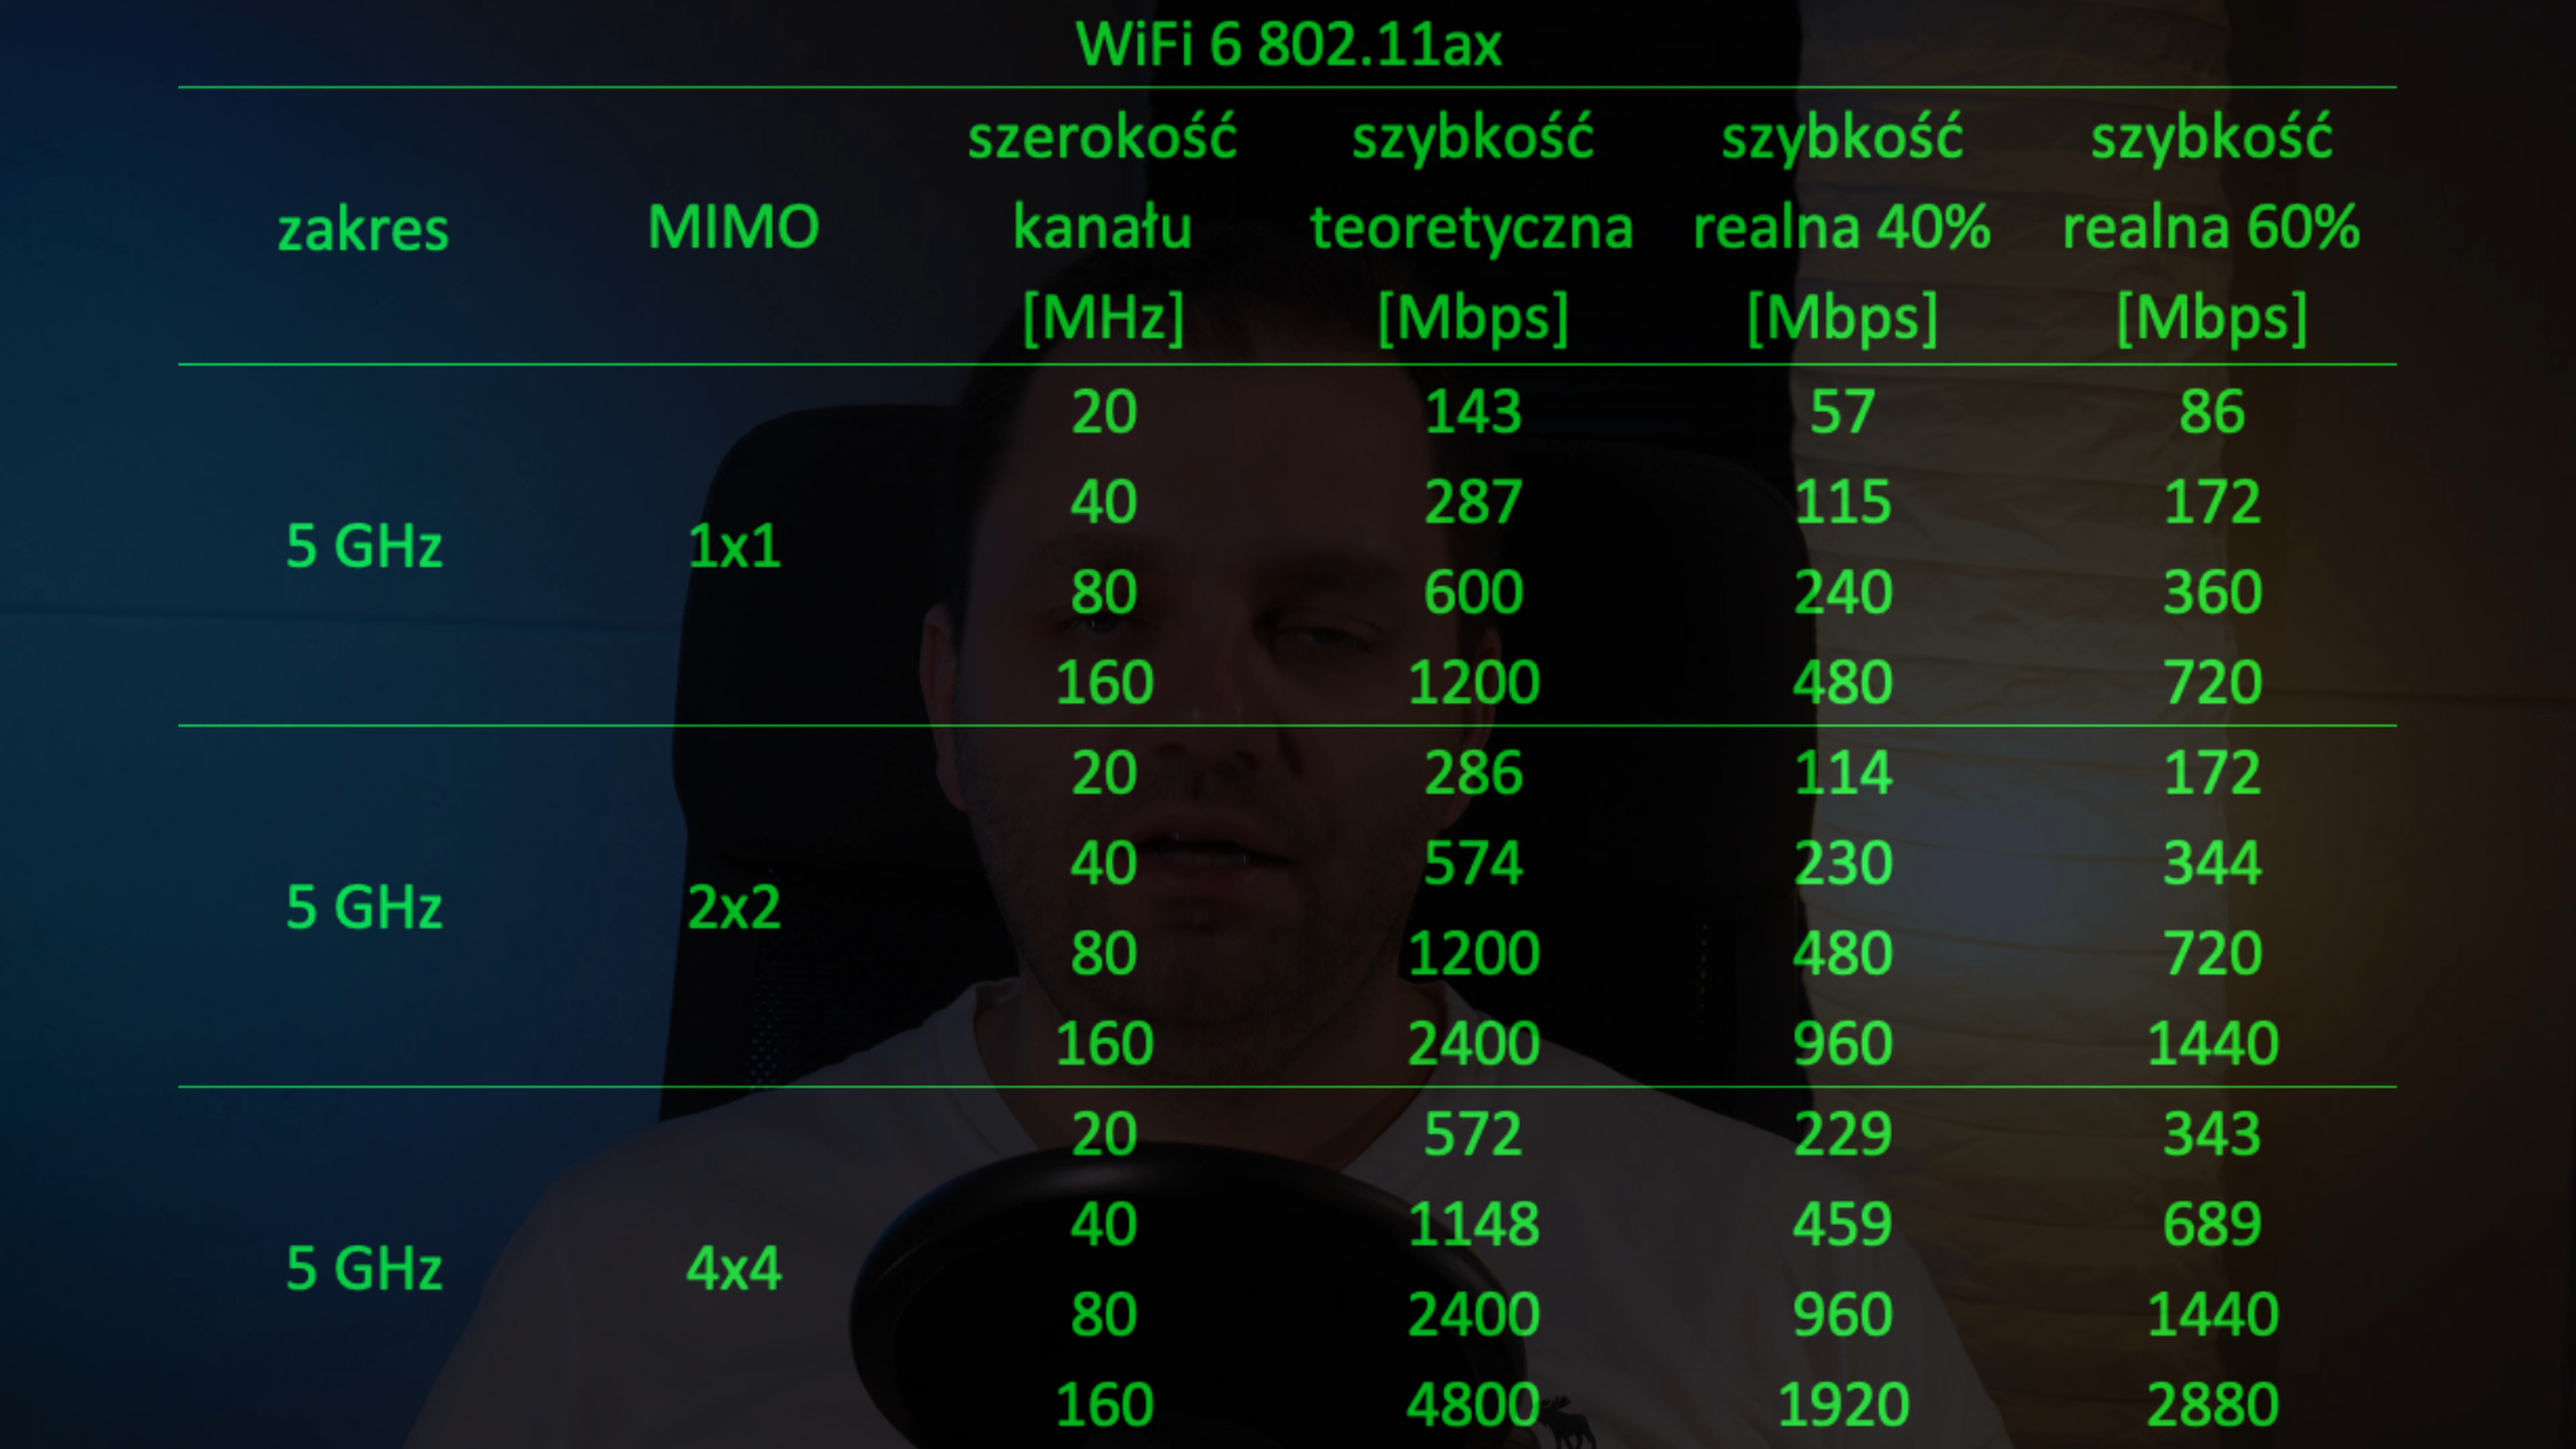 WiFi 6 802.11ax
zakres MIMO szerokość kanału [MHz] szybkość teoretyczna [Mbps] szybkość realna 40% [Mbps] szybkość realna 60% [Mbps]
5 GHz 1x1
20 143 57 86
40 287 115 172
80 600 240 360
160 1200 480 720
5 GHz 2x2
20 286 114 172
40 574 230 344
80 1200 480 720
160 2400 960 1440
5 GHz 4x4
20 572 229 343
40 1148 459 689
80 2400 960 1440
160 4800 1920 2880